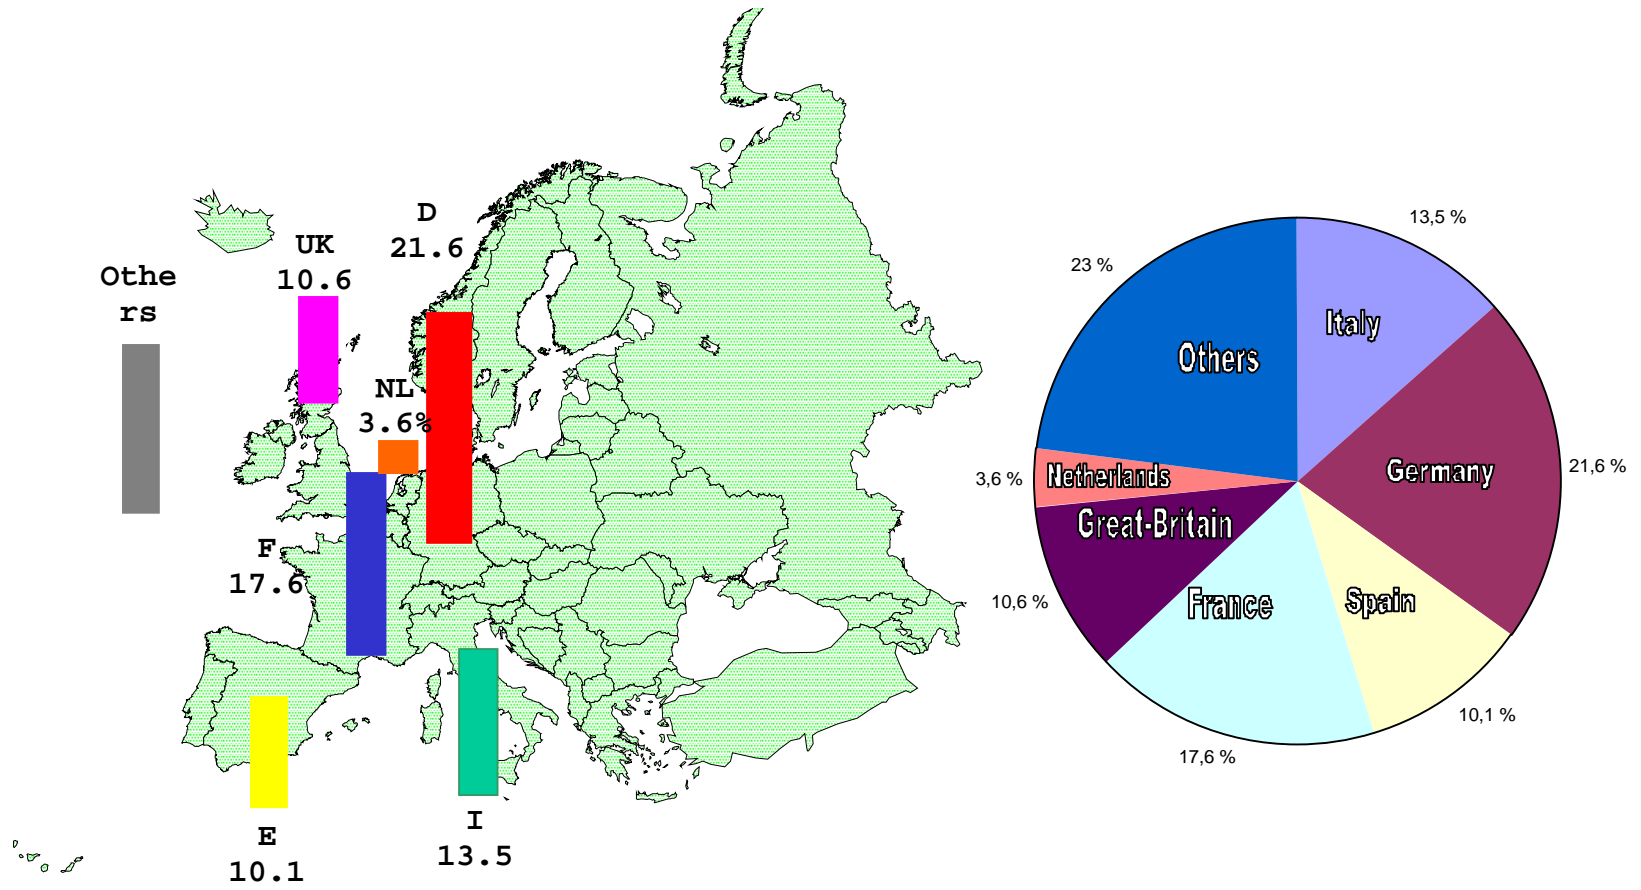 D
21.6
UK
10.6
Othe
rs
NL
3.6%
F
17.6
E
10.1
I
13.5
13,5 %
23 %
Italy
Others
21,6 %
Germany
3,6 %
Netherlands
Great-Britain
10,6 %
France
Spain
10,1 %
17,6 %